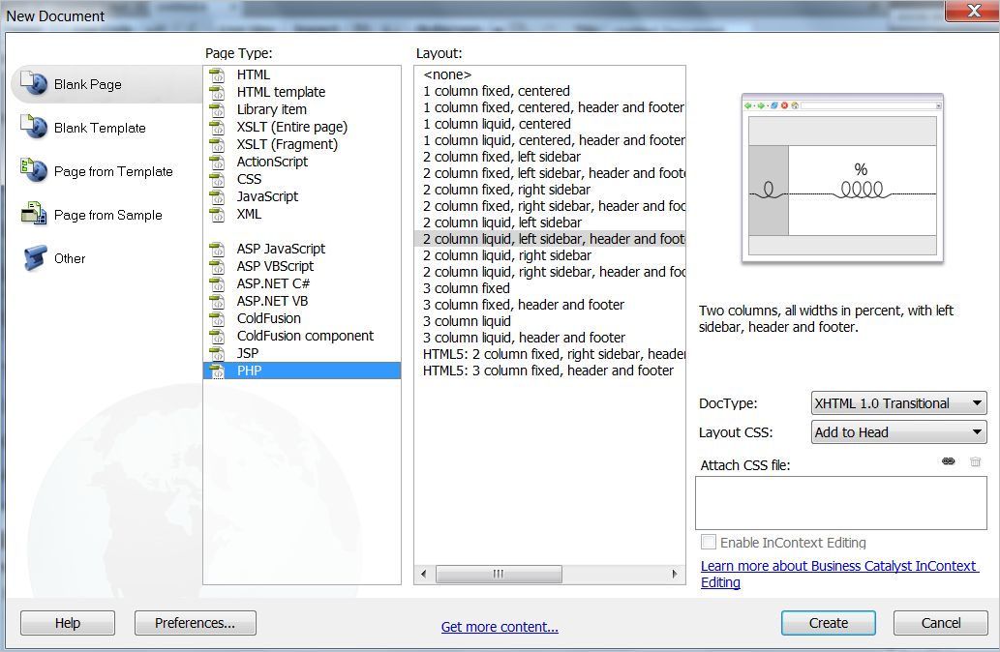 New Document
Blank Page
Blank Template
Page from Template
Page from Sample
Other
Page Type:
HTML
HTML template
Library item
XSLT (Entire page)
XSLT (Fragment)
ActionScript
CSS
JavaScript
XML
ASP JavaScript
ASP VBScript
ASP.NET C#
ASP.NET VB
ColdFusion
ColdFusion component
JSP
PHP
Layout:
<none>
1 column fixed, centered
1 column fixed, centered, header and footer
1 column liquid, centered
1 column liquid, centered, header and footer
2 column fixed, left sidebar
2 column fixed, left sidebar, header and foote
2 column fixed, right sidebar
2 column fixed, right sidebar, header and foo
2 column liquid, left sidebar
2 column liquid, left sidebar, header and foot
2 column liquid, right sidebar
2 column liquid, right sidebar, header and foo
3 column fixed
3 column fixed, header and footer
3 column liquid
3 column liquid, header and footer
HTML5: 2 column fixed, right sidebar, header
HTML5: 3 column fixed, header and footer
%
Two columns, all widths in percent, with left
sidebar, header and footer.
DocType:
XHTML 1.0 Transitional
Layout CSS:
Add to Head
Attach CSS file:
Enable InContext Editing
Learn more about Business Catalyst InContext
Editing
Help
Preferences...
Get more content...
Create
Cancel